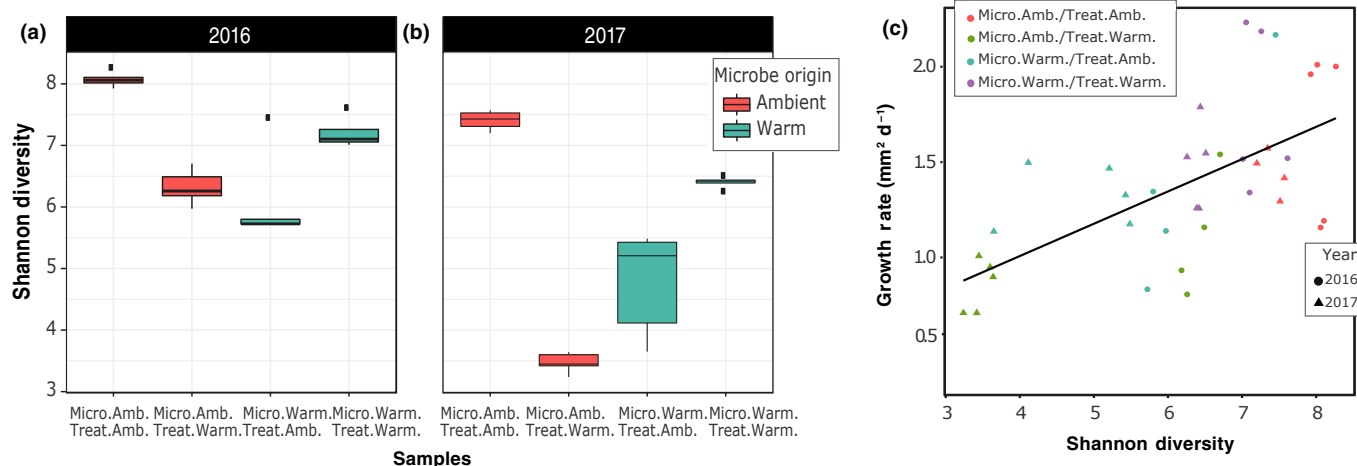 (a)
2016
(b)
2017
Shannon diversity
8
7
6
5
4
3
Microbe origin
Ambient
Warm
Micro.Amb. Micro.Amb. Micro.Warm. Micro.Warm.
Treat.Amb. Treat.Warm. Treat.Amb. Treat.Warm.
Micro.Amb. Micro.Amb. Micro.Warm. Micro.Warm.
Treat.Amb. Treat.Warm. Treat.Amb. Treat.Warm.
Samples
(c)
Micro.Amb./Treat.Amb.
Micro.Amb./Treat.Warm.
Micro.Warm./Treat.Amb.
Micro.Warm./Treat.Warm.
Growth rate (mm² d⁻¹)
2.0
1.5
1.0
0.5
Year
2016
2017
3 4 5 6 7 8
Shannon diversity